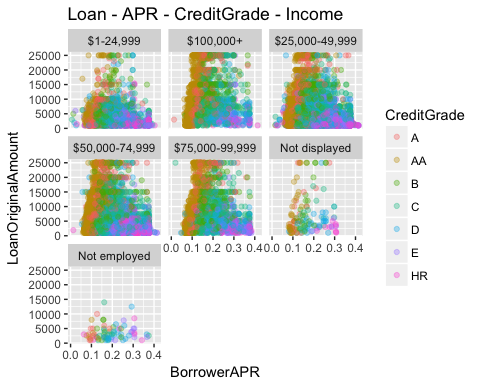 Loan - APR - CreditGrade - Income
$1-24,999 $100,000+ $25,000-49,999
25000
20000
15000
10000
5000
0
$50,000-74,999 $75,000-99,999 Not displayed
25000
20000
15000
10000
5000
0
0.0 0.1 0.2 0.3 0.4 0.0 0.1 0.2 0.3 0.4
Not employed
25000
20000
15000
10000
5000
0
0.0 0.1 0.2 0.3 0.4
BorrowerAPR
LoanOriginalAmount
CreditGrade
A
AA
B
C
D
E
HR